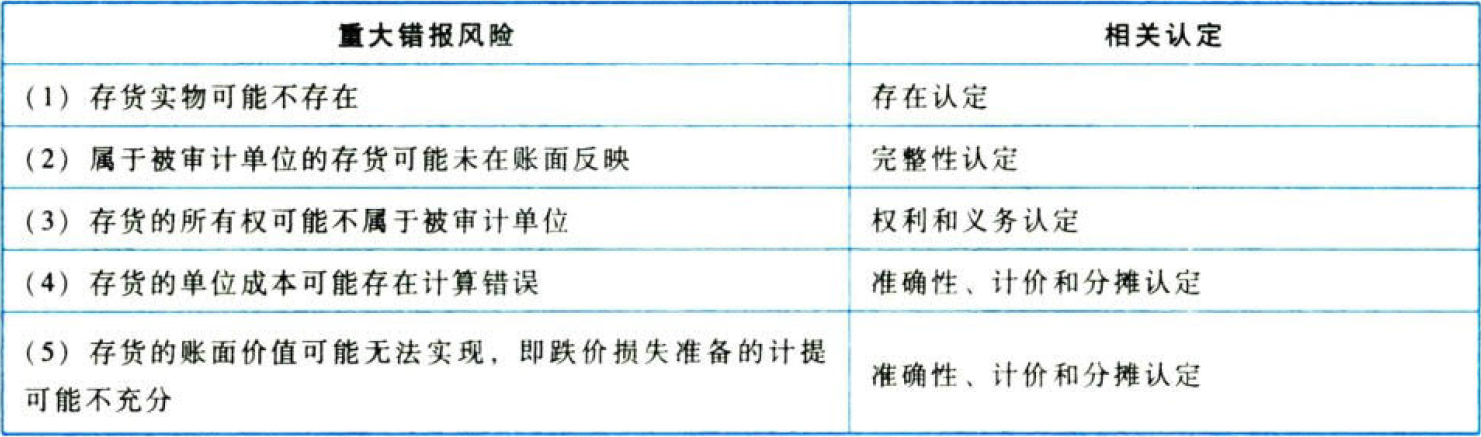 重大错报风险
相关认定
(1) 存货实物可能不存在
存在认定
(2) 属于被审计单位的存货可能未在账面反映
完整性认定
(3) 存货的所有权可能不属于被审计单位
权利和义务认定
(4) 存货的单位成本可能存在计算错误
准确性、计价和分摊认定
(5) 存货的账面价值可能无法实现，即跌价损失准备的计提
可能不充分
准确性、计价和分摊认定